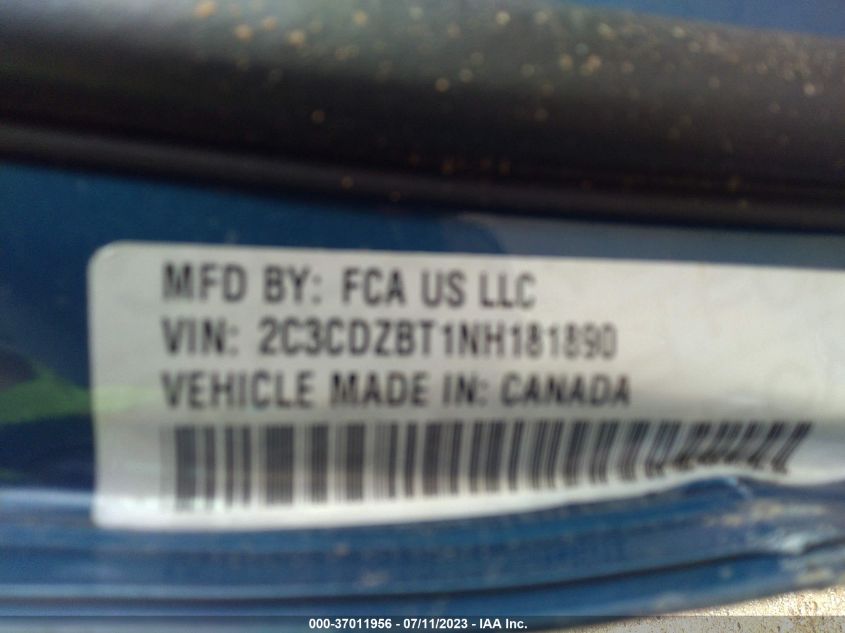 MFD BY: FCA US LLC
VIN: 2C3CDZBT1NH181890
VEHICLE MADE IN: CANADA
000-37011956 - 07/11/2023 - IAA Inc.